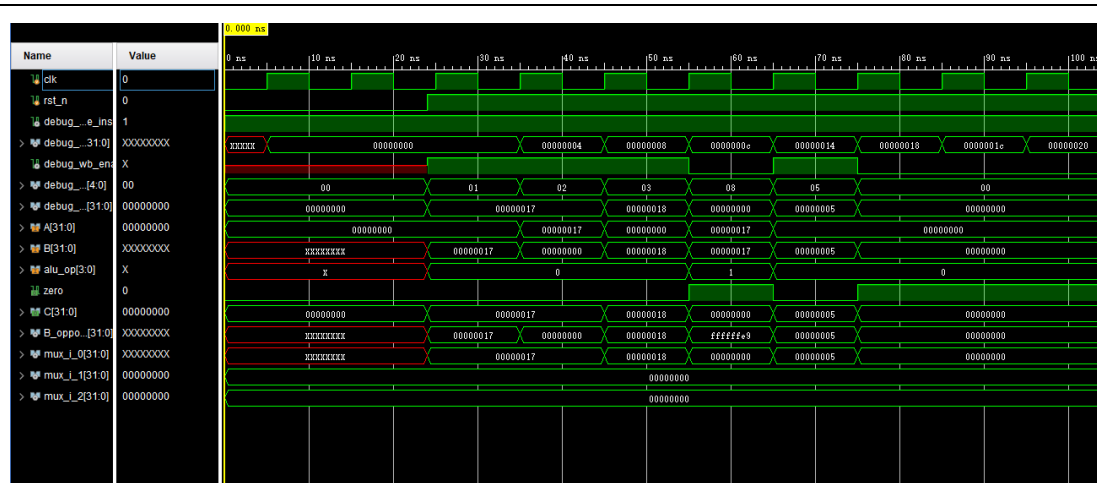 0.000 ns
Name Value
0 ns 10 ns 20 ns 30 ns 40 ns 50 ns 60 ns 70 ns 80 ns 90 ns 100 n
clk 0
rst_n 0
debug_...e_ins 1
debug_...31:0] XXXXXXXX XXXXX 00000000 00000004 00000008 0000000c 00000014 00000018 0000001c 00000020
debug_wb_ena X
debug_...[4:0] 00 00 01 02 03 08 05 00
debug_...[31:0] 00000000 00000000 00000017 00000018 00000000 00000005 00000000
A[31:0] 00000000 00000000 00000017 00000000 00000017 00000000
B[31:0] XXXXXXXX XXXXXXXX 00000017 00000000 00000018 00000017 00000005 00000000
alu_op[3:0] X X 0 1 0
zero 0
C[31:0] 00000000 00000000 00000017 00000018 00000000 00000005 00000000
B_oppo...[31:0] XXXXXXXX XXXXXXXX 00000017 00000000 00000018 ffffffe9 00000005 00000000
mux_i_0[31:0] XXXXXXXX XXXXXXXX 00000017 00000018 00000000 00000005 00000000
mux_i_1[31:0] 00000000 00000000
mux_i_2[31:0] 00000000 00000000